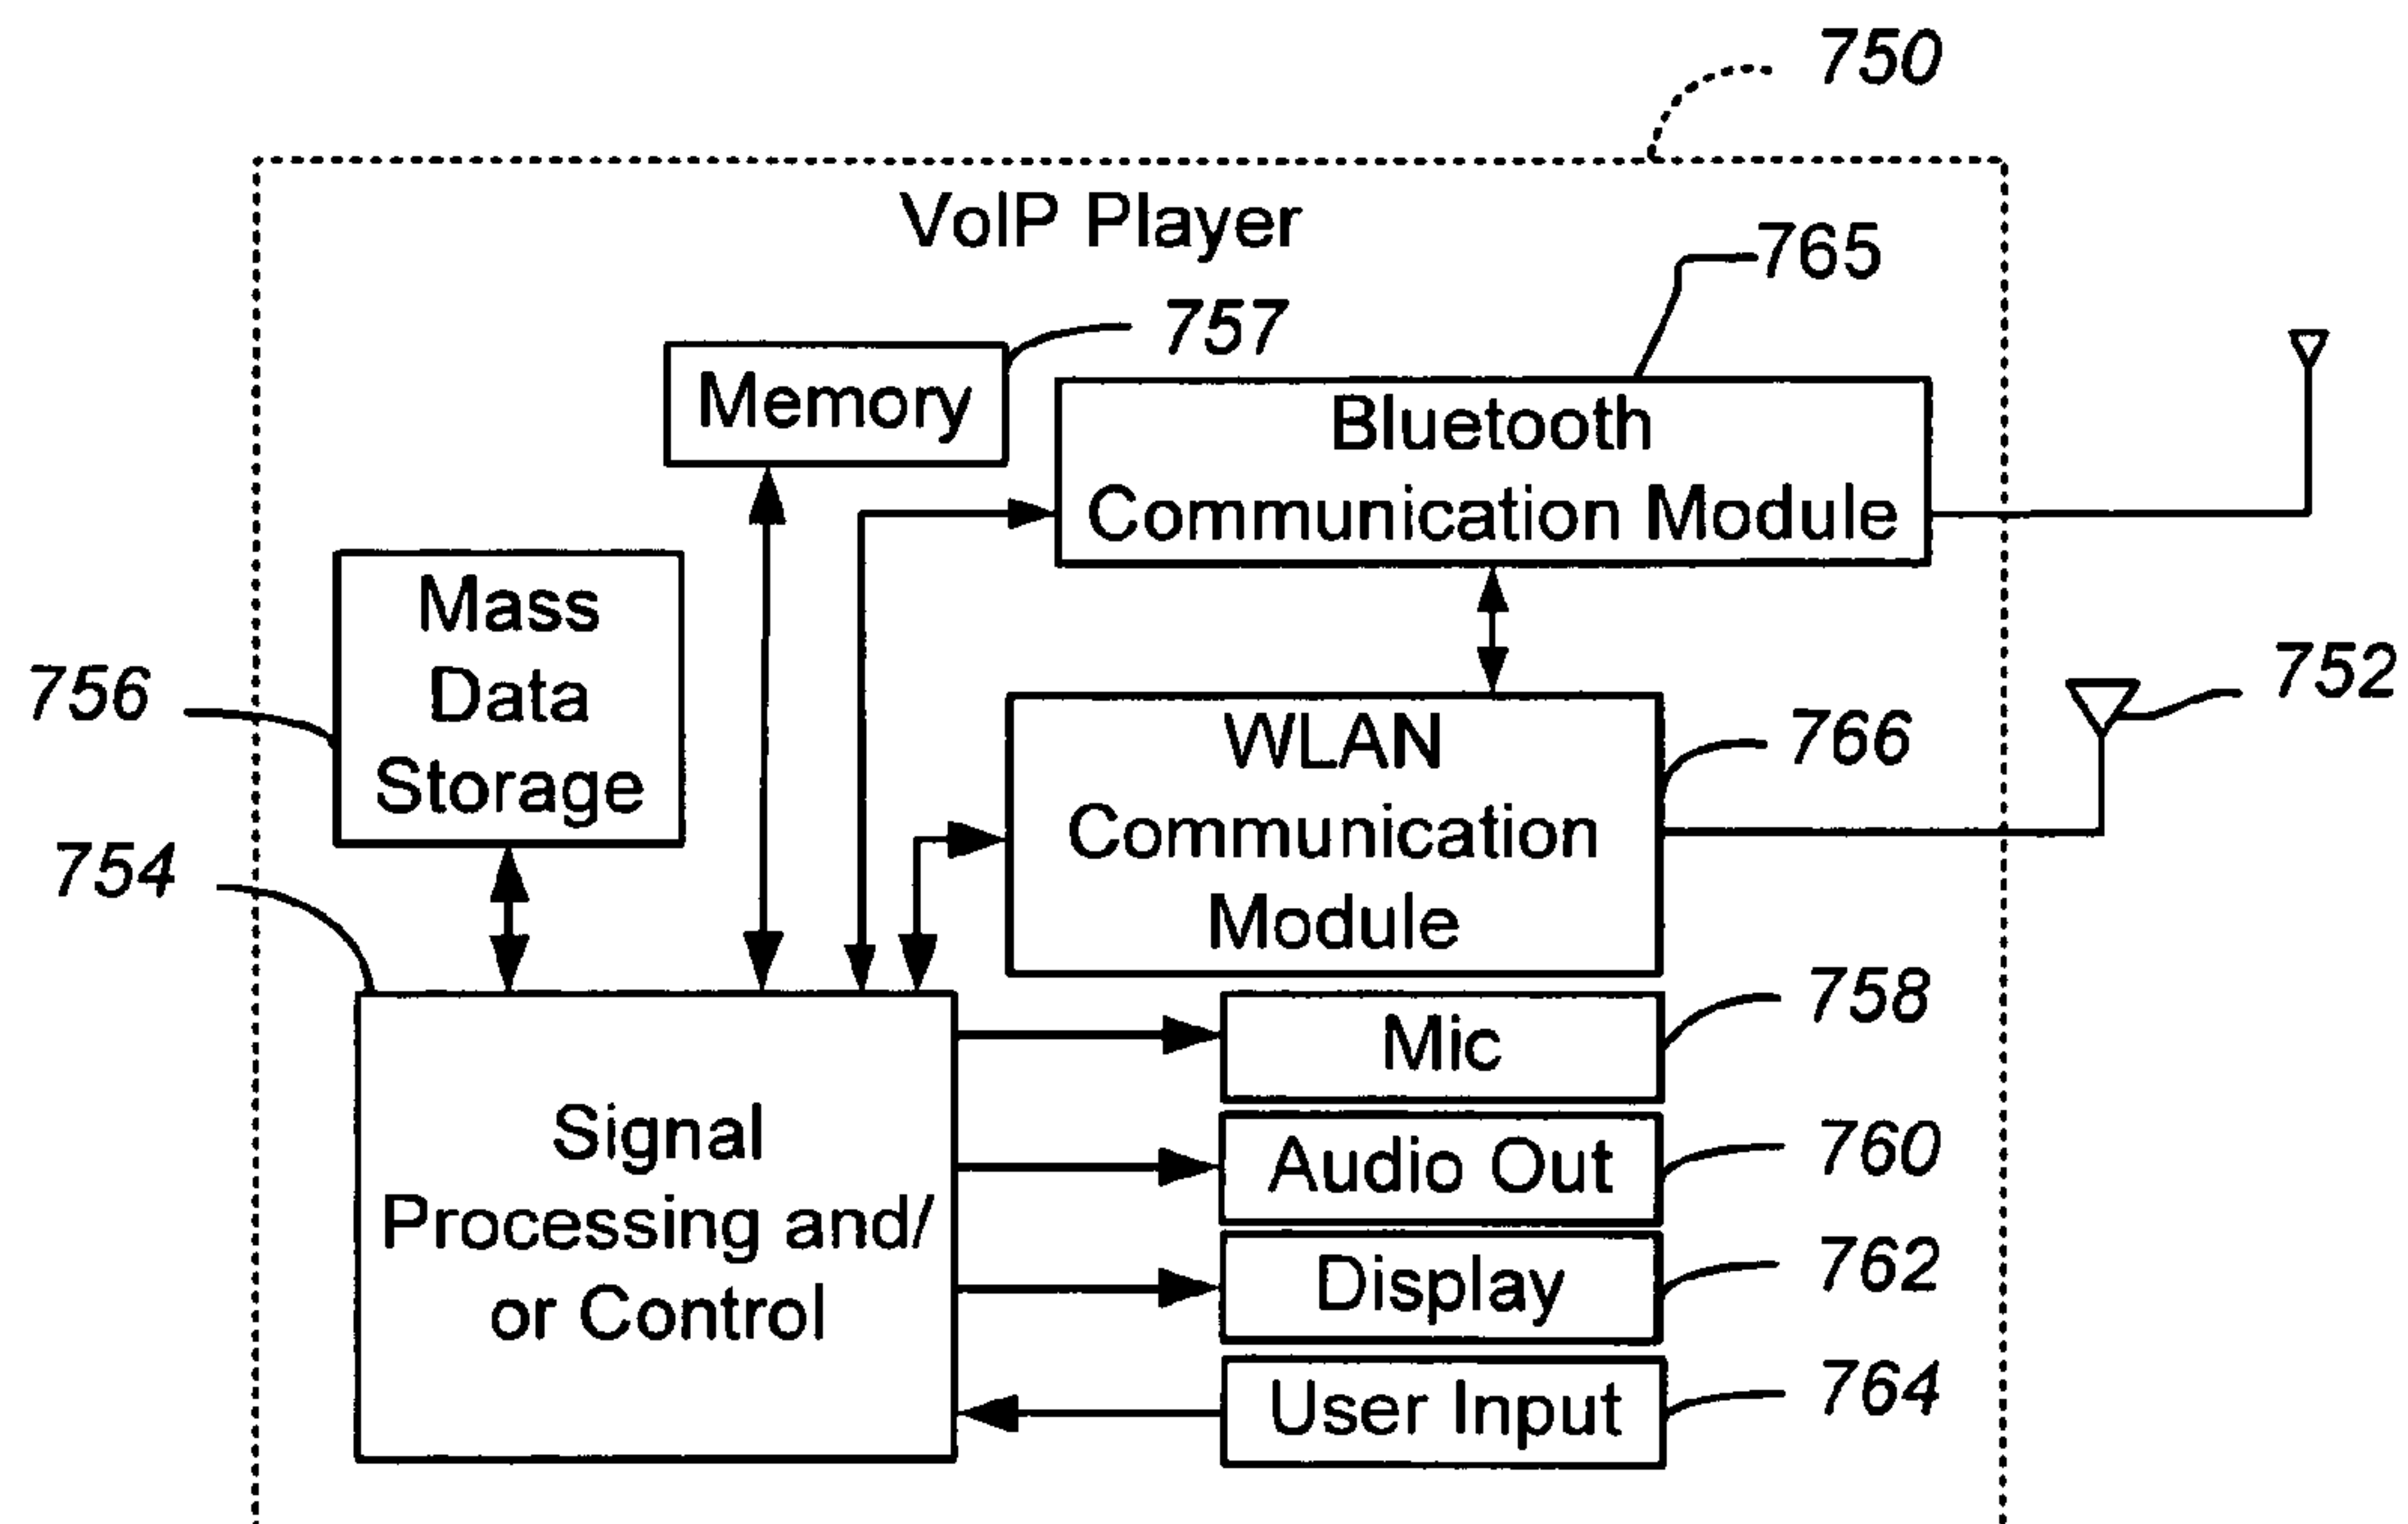 750
VoIP Player
765
757
Memory
Bluetooth
Communication Module
Mass
Data
Storage
756
752
WLAN
Communication
Module
766
754
758
Mic
Signal
Processing and/
or Control
Audio Out
760
Display
762
User Input
764